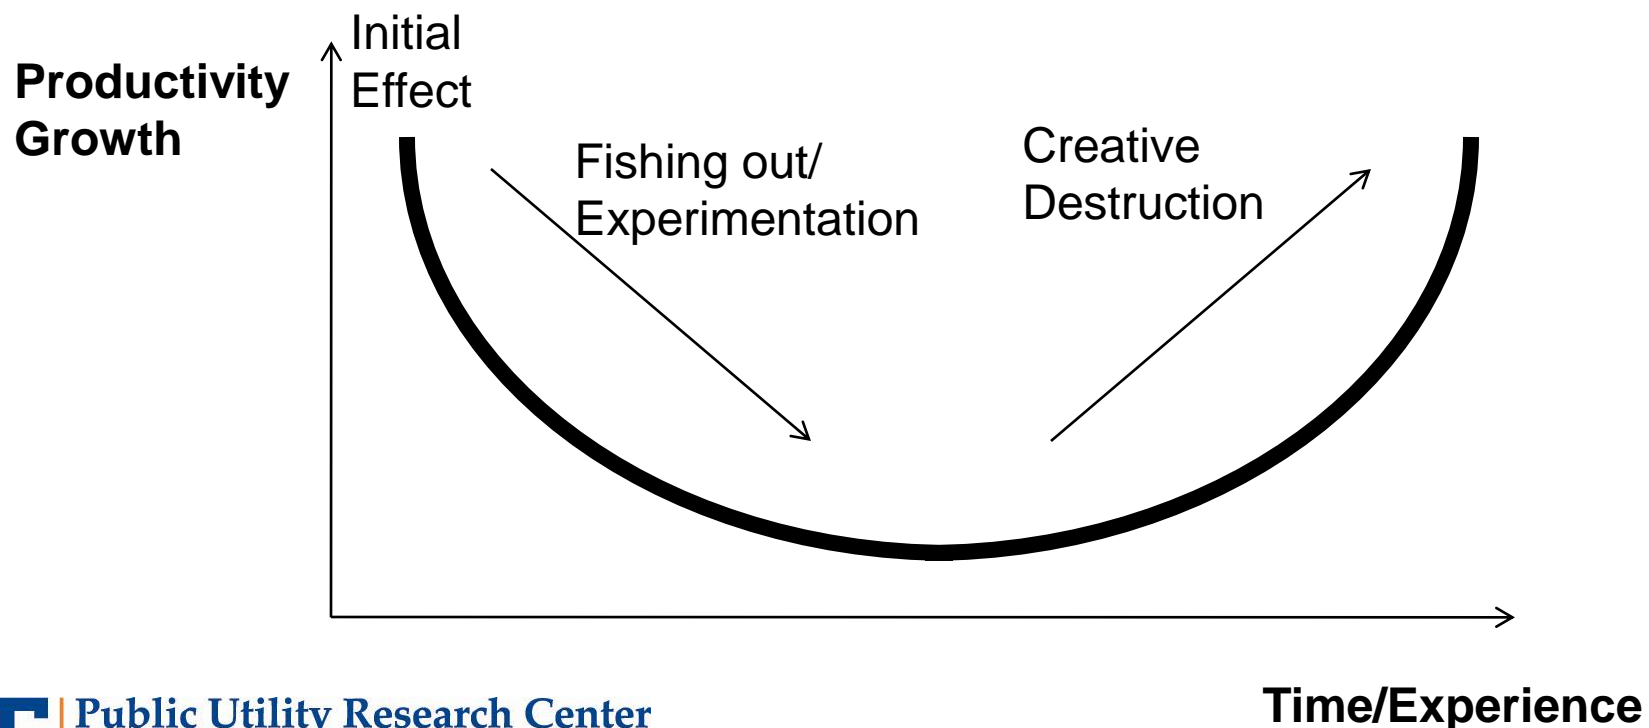 Initial
Effect
Productivity
Growth
Fishing out/
Experimentation
Creative
Destruction
Time/Experience
Public Utility Research Center